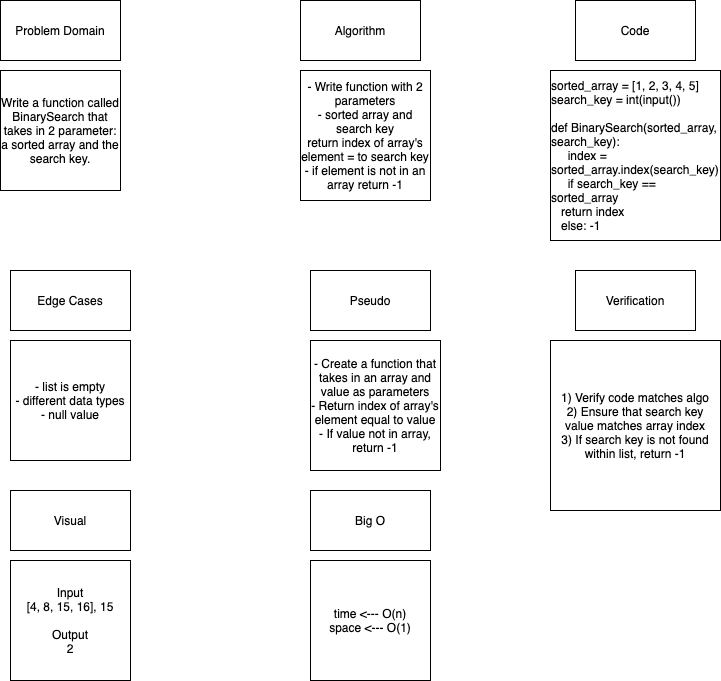 Problem Domain
Algorithm
Code
Write a function called
BinarySearch that
takes in 2 parameter:
a sorted array and the
search key.
- Write function with 2
parameters
- sorted array and
search key
return index of array's
element = to search key
- if element is not in an
array return -1
sorted_array = [1, 2, 3, 4, 5]
search_key = int(input())
def BinarySearch(sorted_array,
search_key):
index =
sorted_array.index(search_key)
if search_key ==
sorted_array
return index
else: -1
Edge Cases
Pseudo
Verification
- list is empty
- different data types
- null value
- Create a function that
takes in an array and
value as parameters
- Return index of array's
element equal to value
- If value not in array,
return -1
1) Verify code matches algo
2) Ensure that search key
value matches array index
3) If search key is not found
within list, return -1
Visual
Big O
Input
[4, 8, 15, 16], 15
Output
2
time <--- O(n)
space <--- O(1)